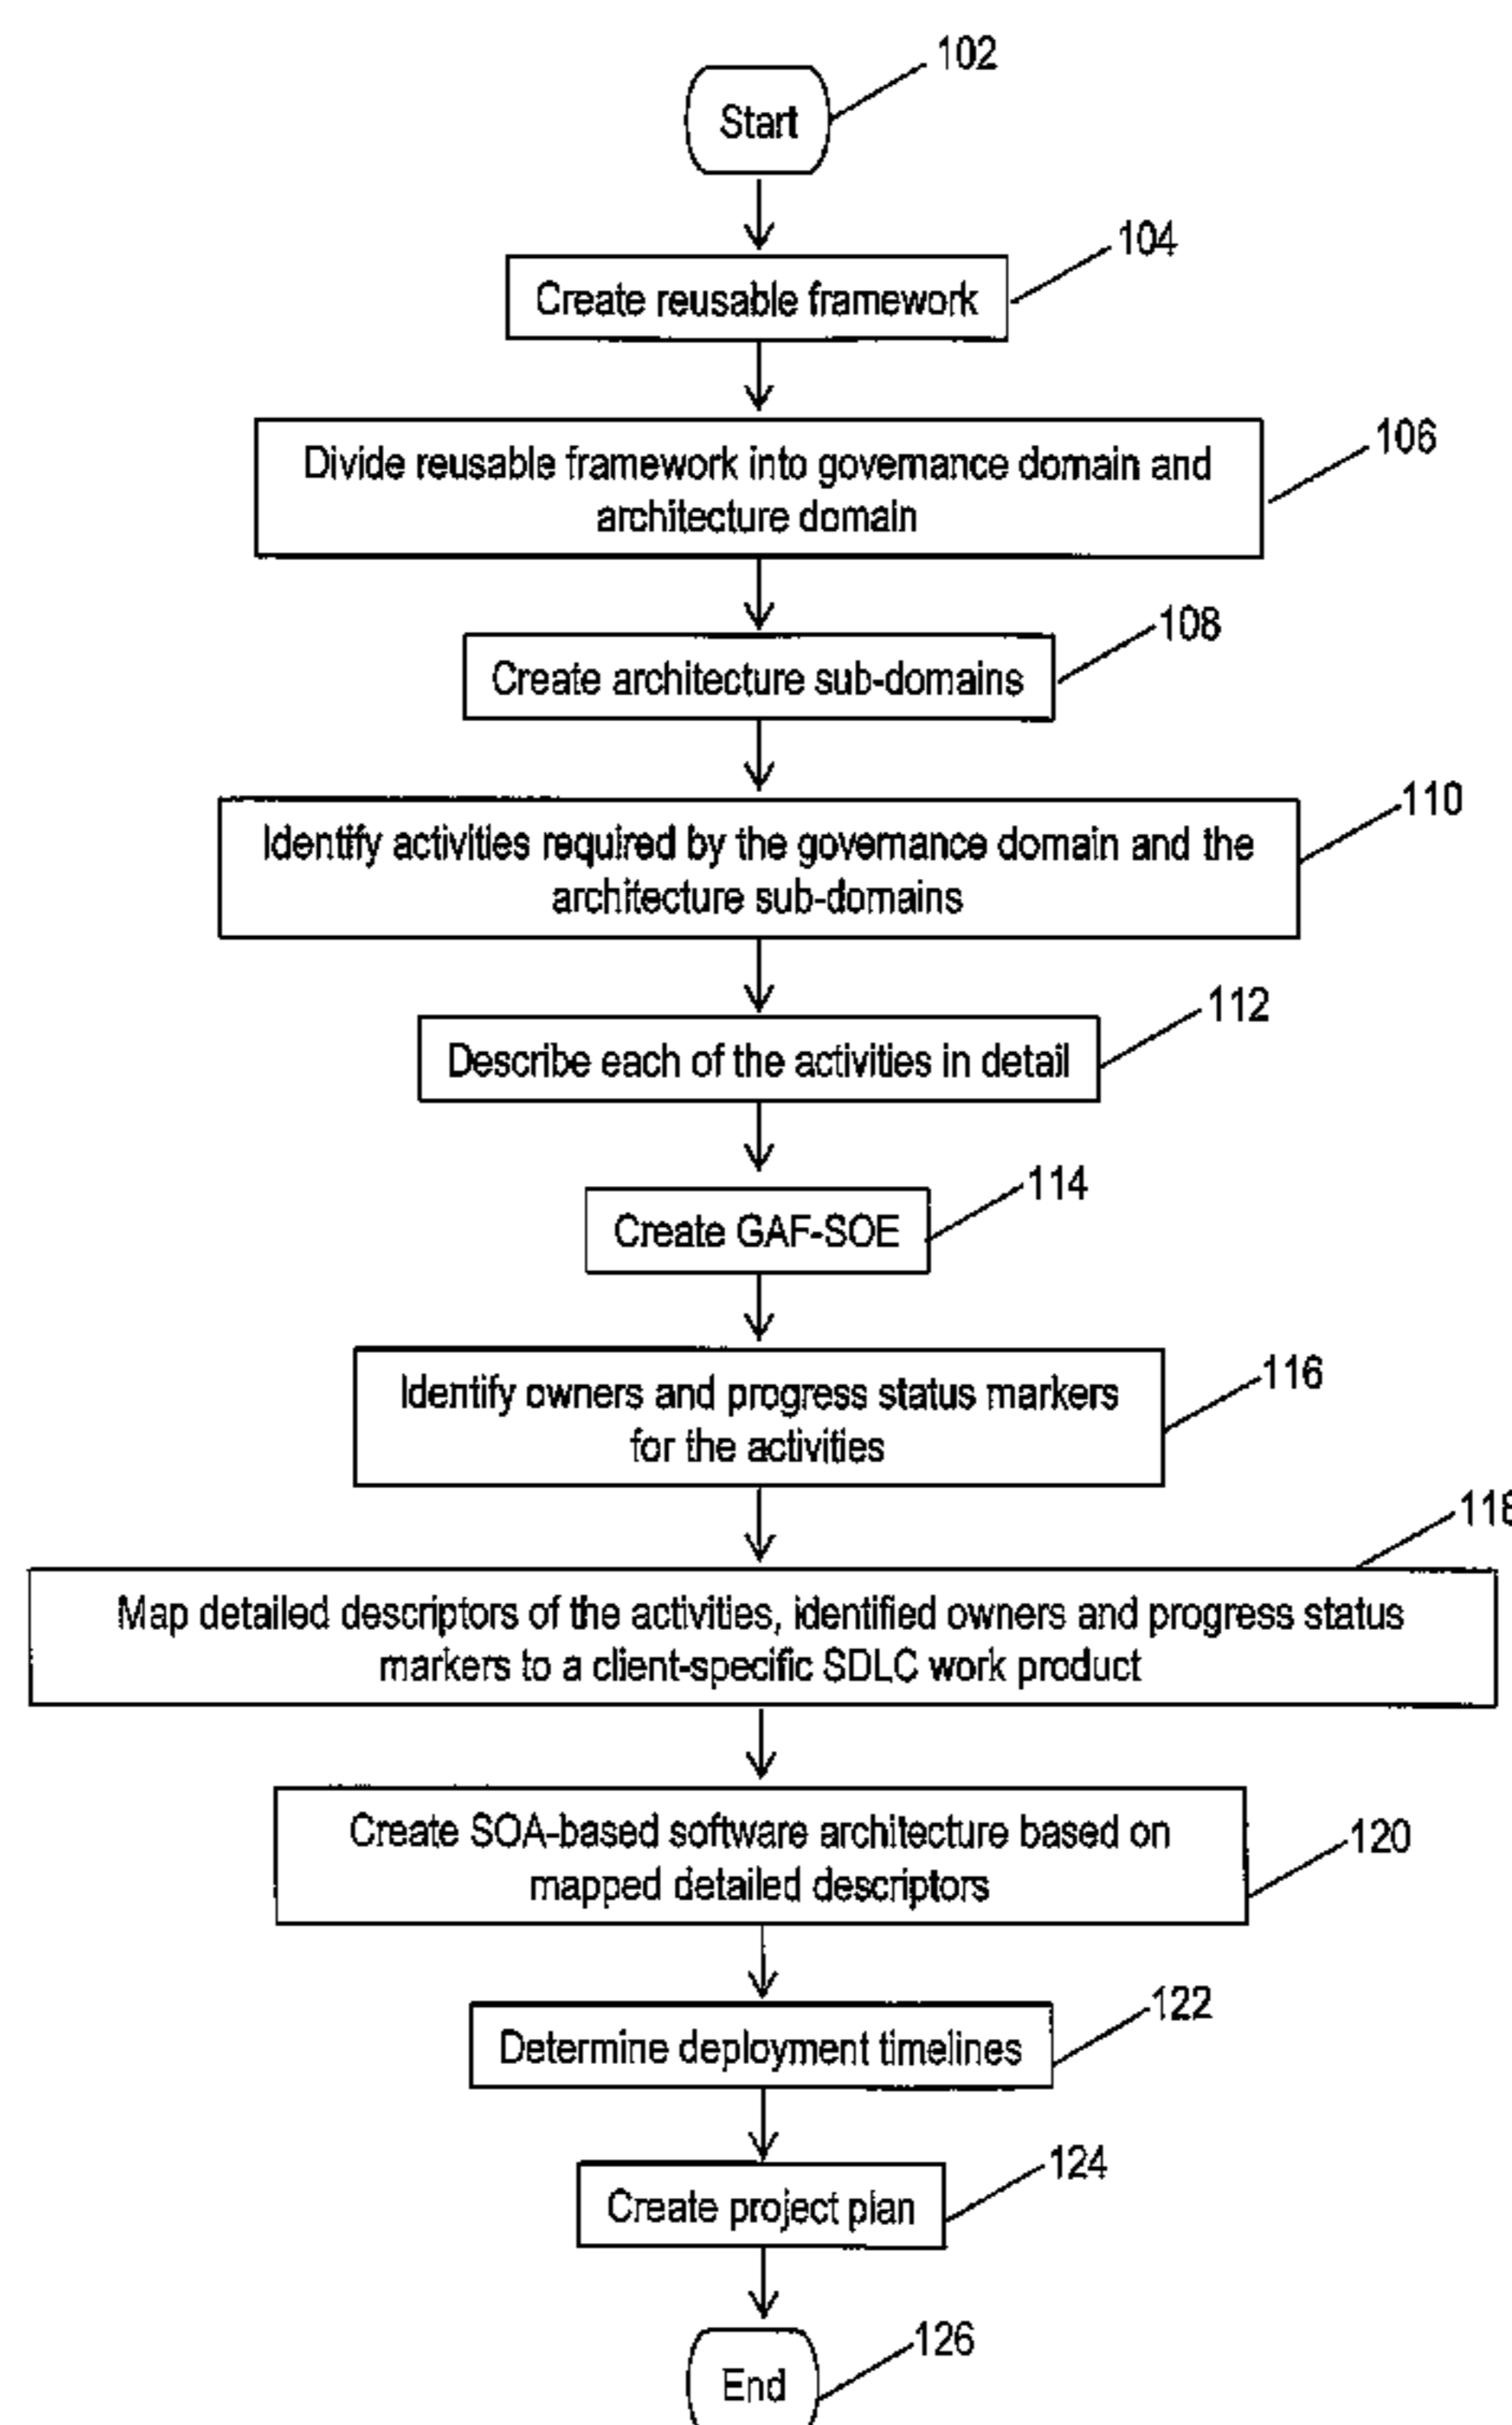 102
Start
104
Create reusable framework
106
Divide reusable framework into governance domain and
architecture domain
108
Create architecture sub-domains
110
Identify activities required by the governance domain and the
architecture sub-domains
112
Describe each of the activities in detail
114
Create GAF-SOE
116
Identify owners and progress status markers
for the activities
118
Map detailed descriptors of the activities, identified owners and progress status
markers to a client-specific SDLC work product
120
Create SOA-based software architecture based on
mapped detailed descriptors
122
Determine deployment timelines
124
Create project plan
126
End